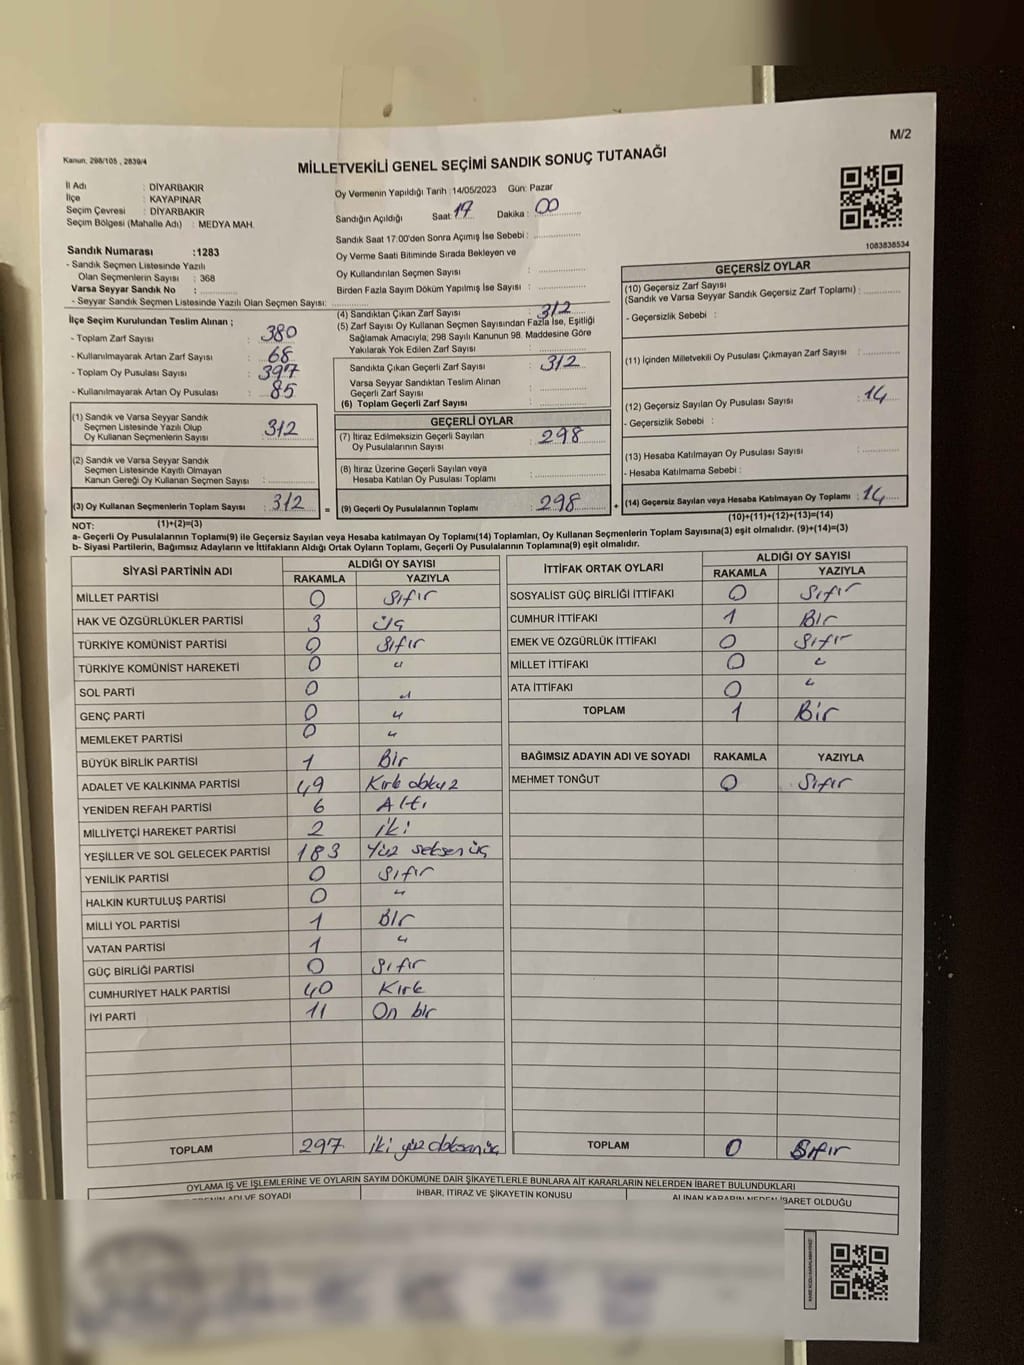 M/2
Kanun, 298/105 , 2839/4
MİLLETVEKİLİ GENEL SEÇİMİ SANDIK SONUÇ TUTANAĞI
İl Adı : DİYARBAKIR
İlçe : KAYAPINAR
Seçim Çevresi : DİYARBAKIR
Seçim Bölgesi (Mahalle Adı) : MEDYA MAH.
Sandık Numarası :1283
- Sandık Seçmen Listesinde Yazılı
Olan Seçmenlerin Sayısı : 368
Varsa Seyyar Sandık No :
- Seyyar Sandık Seçmen Listesinde Yazılı Olan Seçmen Sayısı:
Oy Vermenin Yapıldığı Tarih :14/05/2023 Gün: Pazar
Sandığın Açıldığı Saat: 17 Dakika : 00
Sandık Saat 17:00'den Sonra Açımış İse Sebebi :
Oy Verme Saati Bitiminde Sırada Bekleyen ve
Oy Kullandırılan Seçmen Sayısı :
Birden Fazla Sayım Döküm Yapılmış İse Sayısı :
1083838534
İlçe Seçim Kurulundan Teslim Alınan ;
- Toplam Zarf Sayısı : 380
- Kullanılmayarak Artan Zarf Sayısı : 68
- Toplam Oy Pusulası Sayısı : 397
- Kullanılmayarak Artan Oy Pusulası : 85
(1) Sandık ve Varsa Seyyar Sandık
Seçmen Listesinde Yazılı Olup
Oy Kullanan Seçmenlerin Sayısı : 312
(2) Sandık ve Varsa Seyyar Sandık
Seçmen Listesinde Kayıtlı Olmayan
Kanun Gereği Oy Kullanan Seçmen Sayısı :
(3) Oy Kullanan Seçmenlerin Toplam Sayısı : 312 =
(4) Sandıktan Çıkan Zarf Sayısı : 312
(5) Zarf Sayısı Oy Kullanan Seçmen Sayısından Fazla İse, Eşitliği
Sağlamak Amacıyla; 298 Sayılı Kanunun 98. Maddesine Göre
Yakılarak Yok Edilen Zarf Sayısı :
Sandıkta Çıkan Geçerli Zarf Sayısı : 312
Varsa Seyyar Sandıktan Teslim Alınan
Geçerli Zarf Sayısı :
(6) Toplam Geçerli Zarf Sayısı :
GEÇERLİ OYLAR
(7) İtiraz Edilmeksizin Geçerli Sayılan
Oy Pusulalarının Sayısı : 298
(8) İtiraz Üzerine Geçerli Sayılan veya
Hesaba Katılan Oy Pusulası Toplamı :
(9) Geçerli Oy Pusulalarının Toplamı : 298 +
GEÇERSİZ OYLAR
(10) Geçersiz Zarf Sayısı
(Sandık ve Varsa Seyyar Sandık Geçersiz Zarf Toplamı) :
- Geçersizlik Sebebi :
(11) İçinden Milletvekili Oy Pusulası Çıkmayan Zarf Sayısı :
(12) Geçersiz Sayılan Oy Pusulası Sayısı : 14
- Geçersizlik Sebebi :
(13) Hesaba Katılmayan Oy Pusulası Sayısı :
- Hesaba Katılmama Sebebi :
(14) Geçersiz Sayılan veya Hesaba Katılmayan Oy Toplamı : 14
NOT: (1)+(2)=(3) (10)+(11)+(12)+(13)=(14)
a- Geçerli Oy Pusulalarının Toplamı(9) ile Geçersiz Sayılan veya Hesaba katılmayan Oy Toplamı(14) Toplamları, Oy Kullanan Seçmenlerin Toplam Sayısına(3) eşit olmalıdır. (9)+(14)=(3)
b- Siyasi Partilerin, Bağımsız Adayların ve İttifakların Aldığı Ortak Oyların Toplamı, Geçerli Oy Pusulalarının Toplamına(9) eşit olmalıdır.
SİYASİ PARTİNİN ADI ALDIĞI OY SAYISI
RAKAMLA YAZIYLA
MİLLET PARTİSİ 0 Sıfır
HAK VE ÖZGÜRLÜKLER PARTİSİ 3 üç
TÜRKİYE KOMÜNİST PARTİSİ 0 Sıfır
TÜRKİYE KOMÜNİST HAREKETİ 0 "
SOL PARTİ 0 "
GENÇ PARTİ 0 "
MEMLEKET PARTİSİ 0 "
BÜYÜK BİRLİK PARTİSİ 1 Bir
ADALET VE KALKINMA PARTİSİ 49 Kırk dokuz
YENİDEN REFAH PARTİSİ 6 Altı
MİLLİYETÇİ HAREKET PARTİSİ 2 iki
YEŞİLLER VE SOL GELECEK PARTİSİ 183 Yüz seksen üç
YENİLİK PARTİSİ 0 Sıfır
HALKIN KURTULUŞ PARTİSİ 0 "
MİLLİ YOL PARTİSİ 1 Bir
VATAN PARTİSİ 1 "
GÜÇ BİRLİĞİ PARTİSİ 0 Sıfır
CUMHURİYET HALK PARTİSİ 40 Kırk
İYİ PARTİ 11 On bir
TOPLAM 297 iki yüz doksan üç
İTTİFAK ORTAK OYLARI ALDIĞI OY SAYISI
RAKAMLA YAZIYLA
SOSYALİST GÜÇ BİRLİĞİ İTTİFAKI 0 Sıfır
CUMHUR İTTİFAKI 1 Bir
EMEK VE ÖZGÜRLÜK İTTİFAKI 0 Sıfır
MİLLET İTTİFAKI 0 "
ATA İTTİFAKI 0 "
TOPLAM 1 Bir
BAĞIMSIZ ADAYIN ADI VE SOYADI RAKAMLA YAZIYLA
MEHMET TONĞUT 0 Sıfır
TOPLAM 0 Sıfır
OYLAMA İŞ VE İŞLEMLERİNE VE OYLARIN SAYIM DÖKÜMÜNE DAİR ŞİKAYETLERLE BUNLARA AİT KARARLARIN NELERDEN İBARET BULUNDUKLARI
ADI VE SOYADI İHBAR, İTİRAZ VE ŞİKAYETİN KONUSU ALINAN KARARIN NEDEN İBARET OLDUĞU